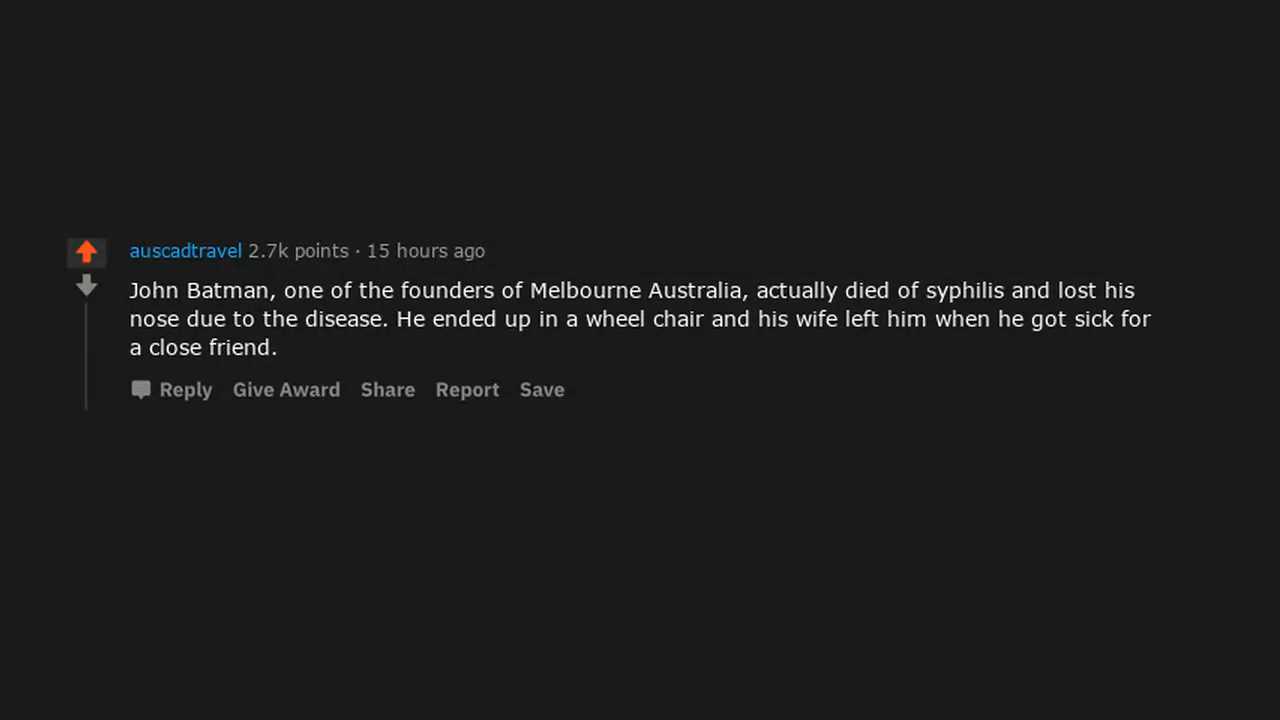 auscadtravel 2.7k points · 15 hours ago
John Batman, one of the founders of Melbourne Australia, actually died of syphilis and lost his
nose due to the disease. He ended up in a wheel chair and his wife left him when he got sick for
a close friend.
Reply Give Award Share Report Save